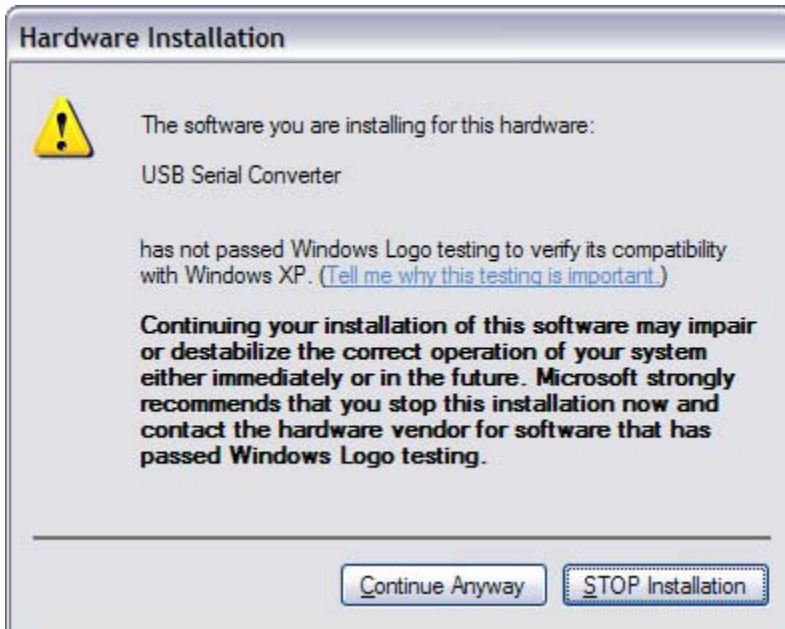 Hardware Installation
The software you are installing for this hardware:
USB Serial Converter
has not passed Windows Logo testing to verify its compatibility
with Windows XP. (Tell me why this testing is important.)
Continuing your installation of this software may impair
or destabilize the correct operation of your system
either immediately or in the future. Microsoft strongly
recommends that you stop this installation now and
contact the hardware vendor for software that has
passed Windows Logo testing.
Continue Anyway STOP Installation